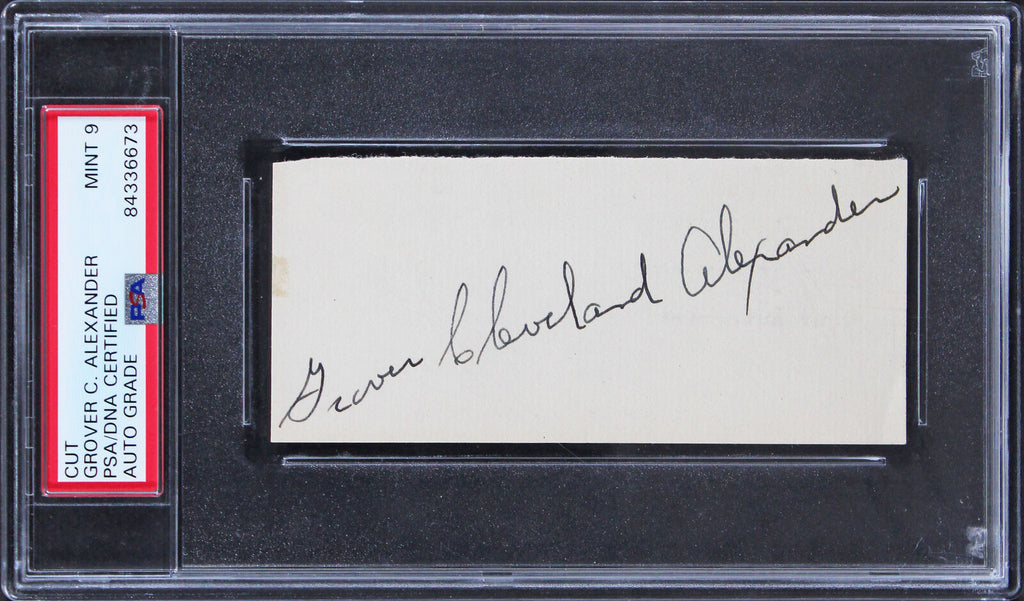 CUT
GROVER C. ALEXANDER MINT 9
PSA/DNA CERTIFIED
AUTO GRADE 84336673
PSA
Grover Cleveland Alexander